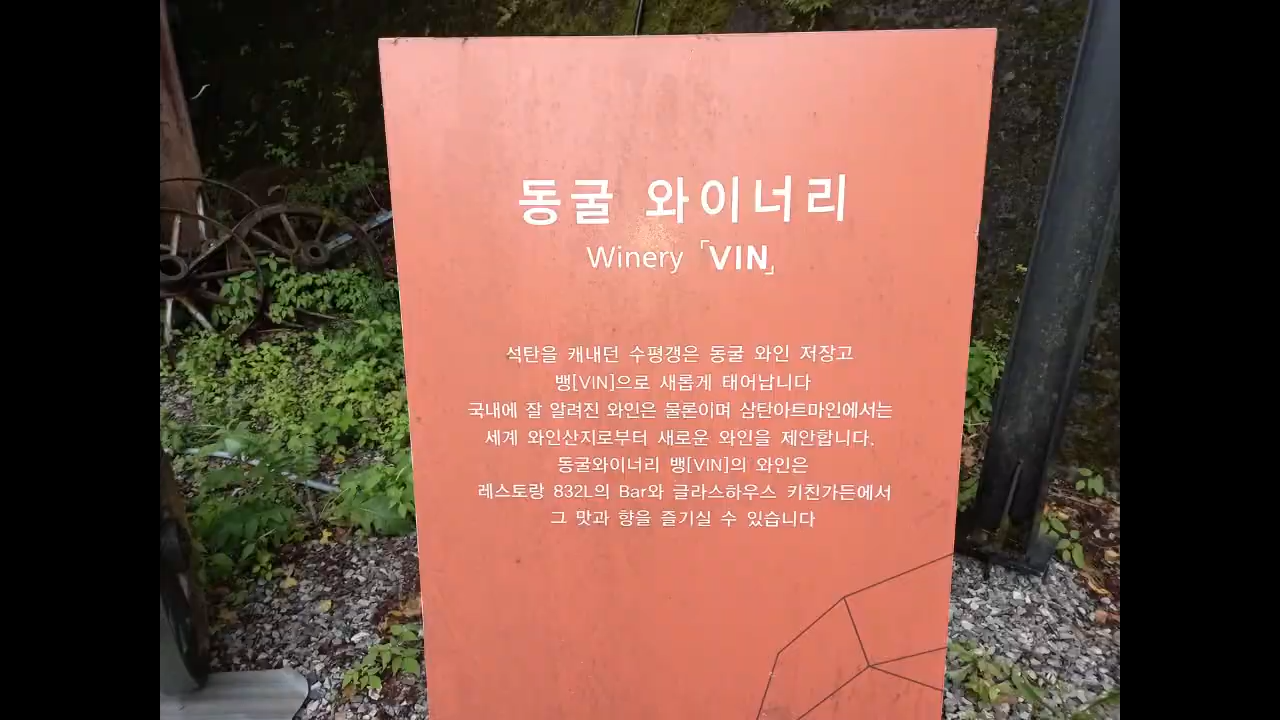 동굴 와이너리
Winery 「VIN」
석탄을 캐내던 수평갱은 동굴 와인 저장고
뱅[VIN]으로 새롭게 태어납니다
국내에 잘 알려진 와인은 물론이며 삼탄아트마인에서는
세계 와인산지로부터 새로운 와인을 제안합니다.
동굴와이너리 뱅[VIN]의 와인은
레스토랑 832L의 Bar와 글라스하우스 키친가든에서
그 맛과 향을 즐기실 수 있습니다